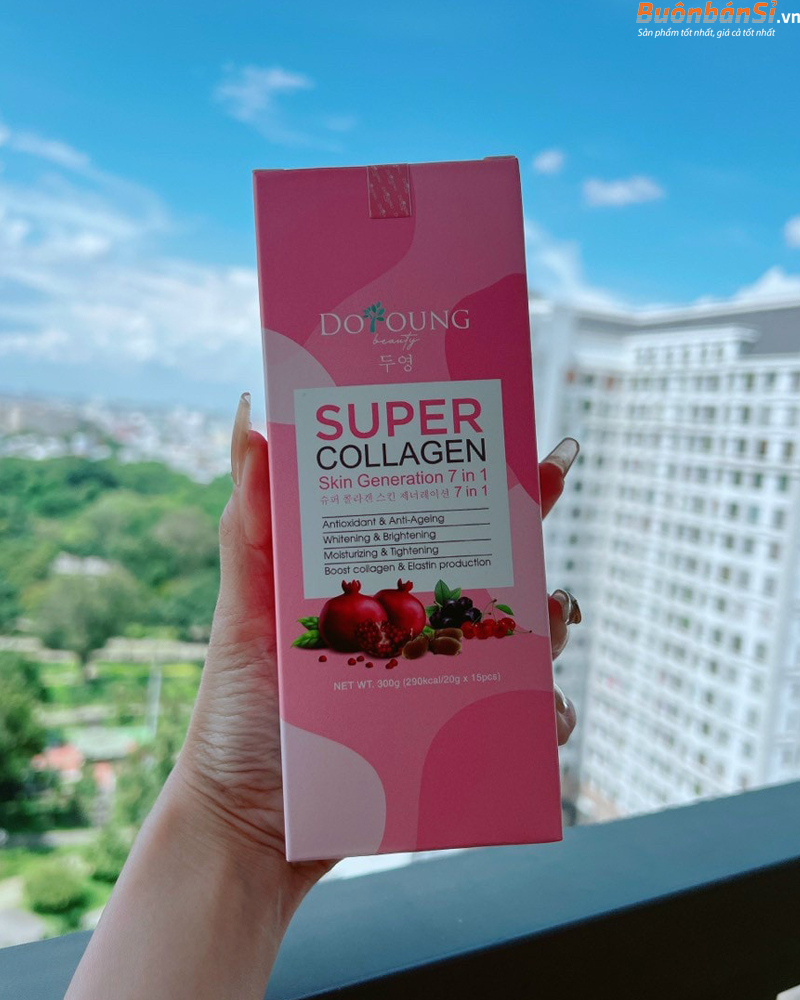 BuônbánSỉ.vn
Sản phẩm tốt nhất, giá cả tốt nhất
DOYOUNG
beauty
두영
SUPER
COLLAGEN
Skin Generation 7 in 1
슈퍼 콜라겐 스킨 제너레이션 7 in 1
Antioxidant & Anti-Ageing
Whitening & Brightening
Moisturizing & Tightening
Boost collagen & Elastin production
NET WT. 300g (290kcal/20g x 15pcs)